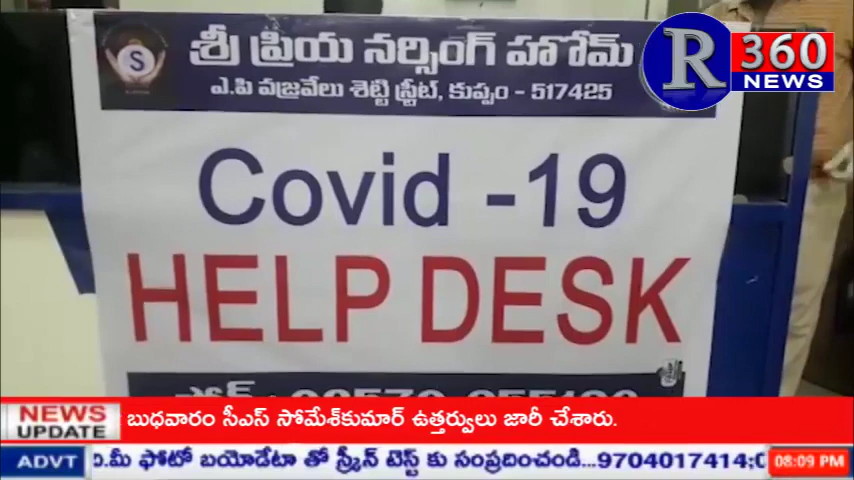 S
శ్రీ ప్రియ నర్సింగ్ హోమ్
ఎ.పి వజ్రవేలు శెట్టి స్ట్రీట్, కుప్పం - 517425
R 360
NEWS
Covid -19
HELP DESK
NEWS UPDATE
బుధవారం సీఎస్ సోమేశ్‌కుమార్ ఉత్తర్వులు జారీ చేశారు.
ADVT
ం.మీ ఫోటో బయోడేటా తో స్క్రీన్ టెస్ట్ కు సంప్రదించండి...9704017414;
08:09 PM